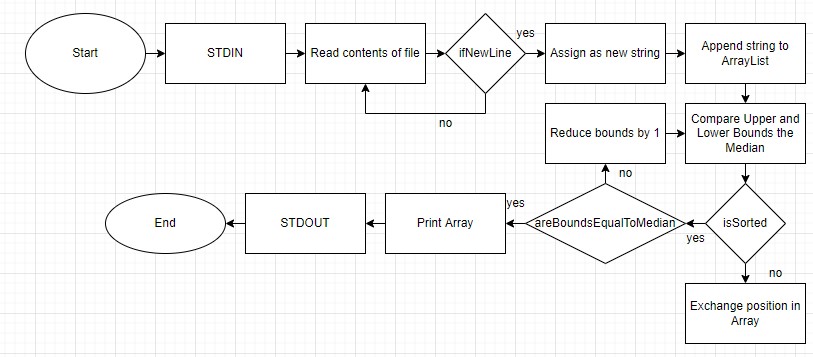 Start
STDIN
Read contents of file
ifNewLine
yes
Assign as new string
Append string to
ArrayList
no
Reduce bounds by 1
Compare Upper and
Lower Bounds the
Median
no
End
STDOUT
Print Array
yes
areBoundsEqualToMedian
yes
isSorted
no
Exchange position in
Array